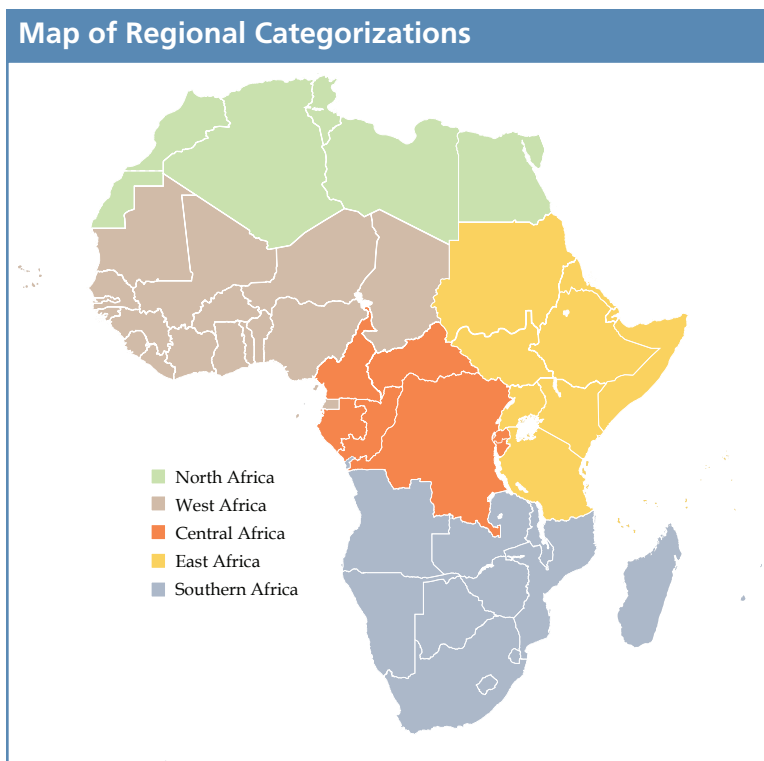 Map of Regional Categorizations
North Africa
West Africa
Central Africa
East Africa
Southern Africa